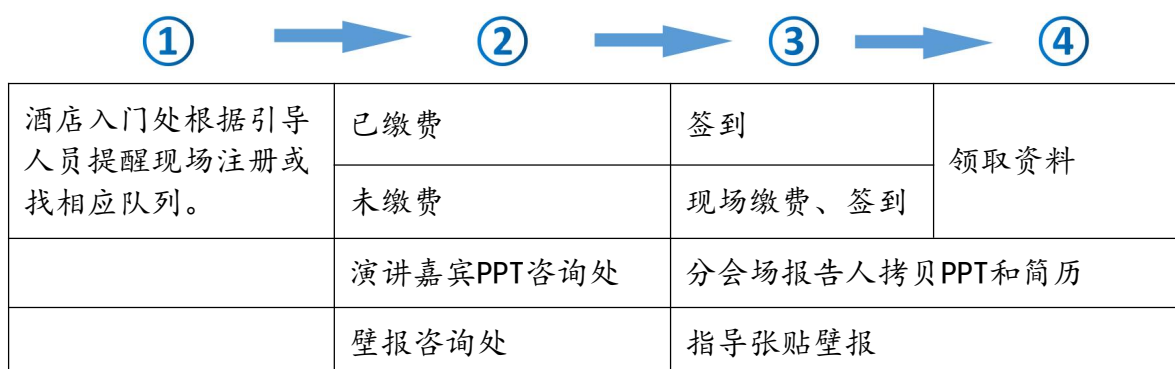 ① ② ③ ④
酒店入门处根据引导
人员提醒现场注册或
找相应队列。
已缴费
签到
领取资料
未缴费
现场缴费、签到
演讲嘉宾PPT咨询处
分会场报告人拷贝PPT和简历
壁报咨询处
指导张贴壁报